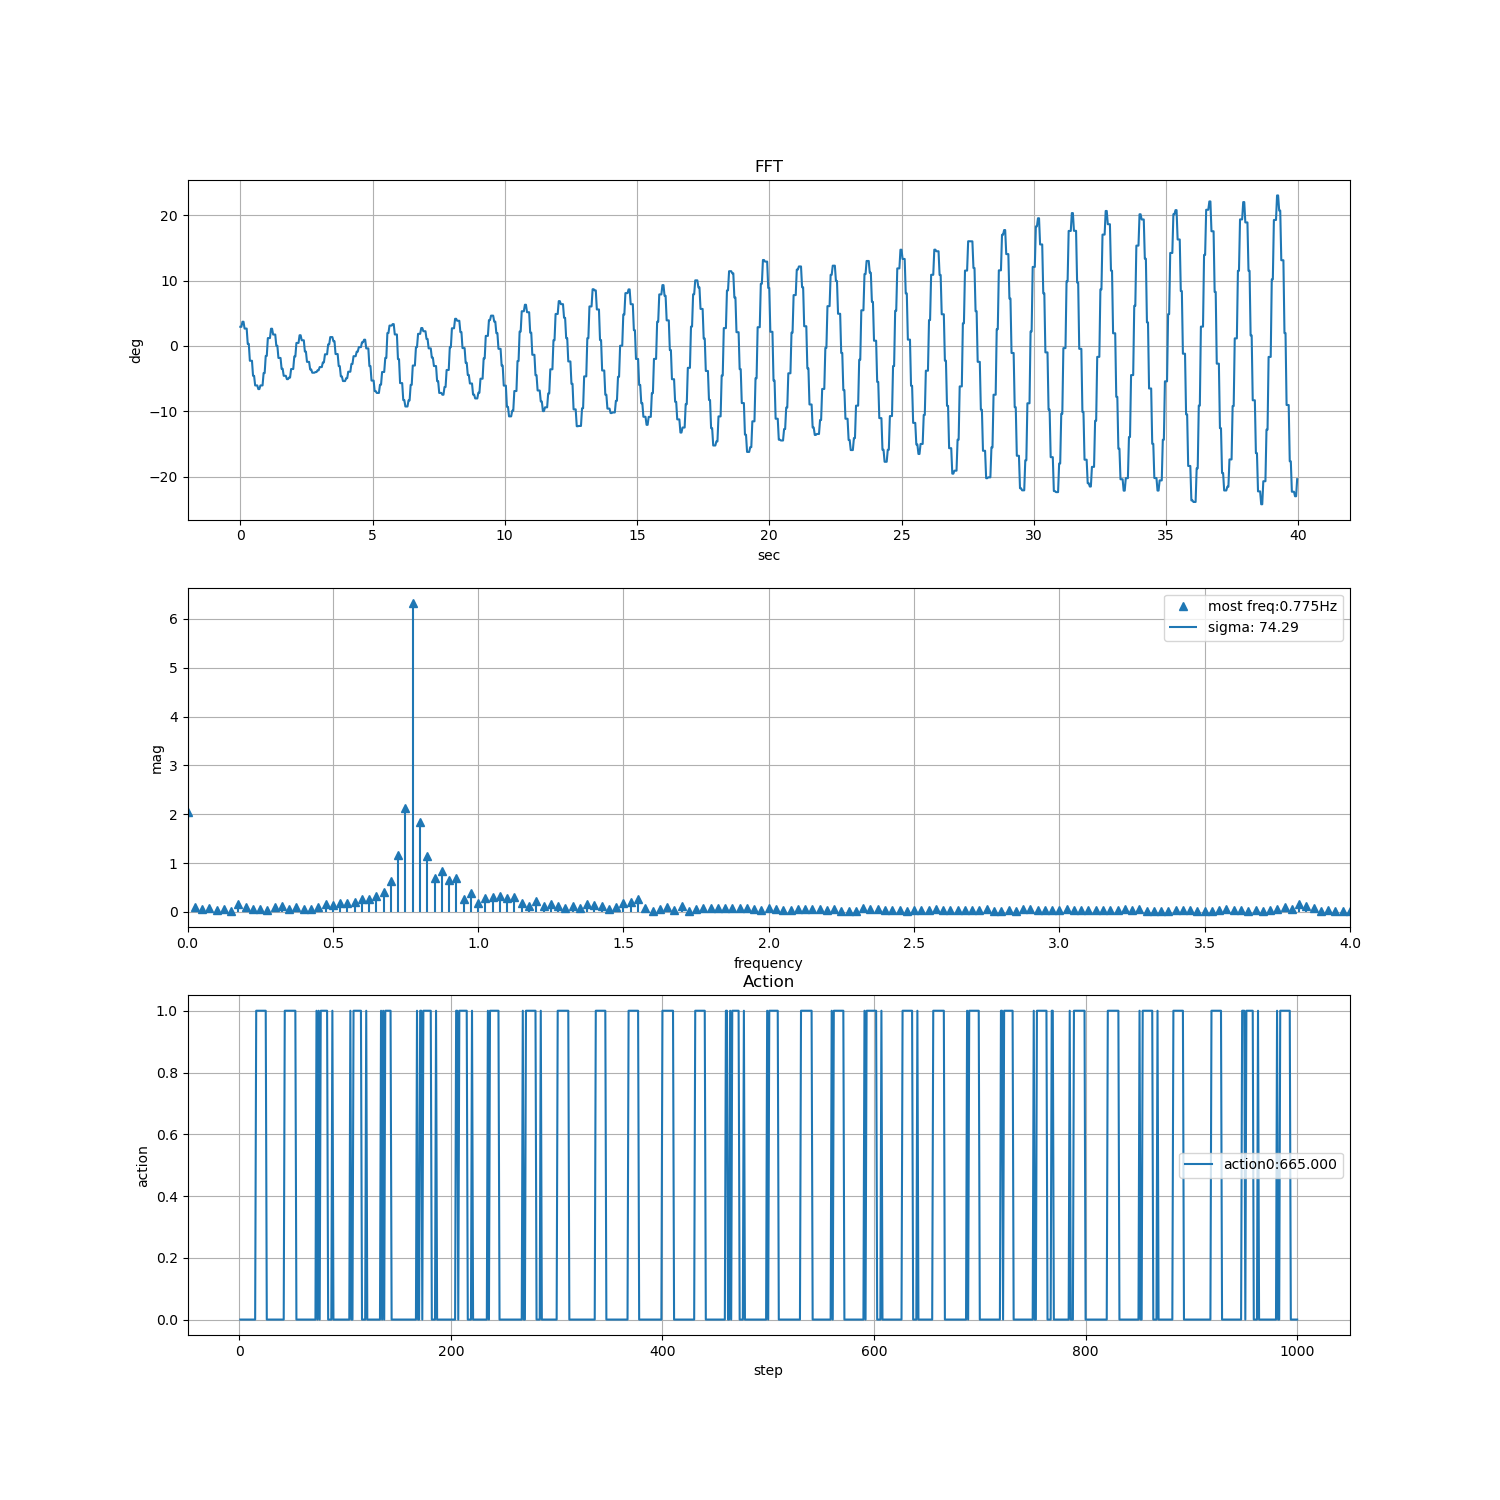 FFT
20
10
0
−10
−20
deg
0 5 10 15 20 25 30 35 40
sec
most freq:0.775Hz
sigma: 74.29
6
5
4
3
2
1
0
mag
0.0 0.5 1.0 1.5 2.0 2.5 3.0 3.5 4.0
frequency
Action
1.0
0.8
0.6
0.4
0.2
0.0
action
action0:665.000
0 200 400 600 800 1000
step